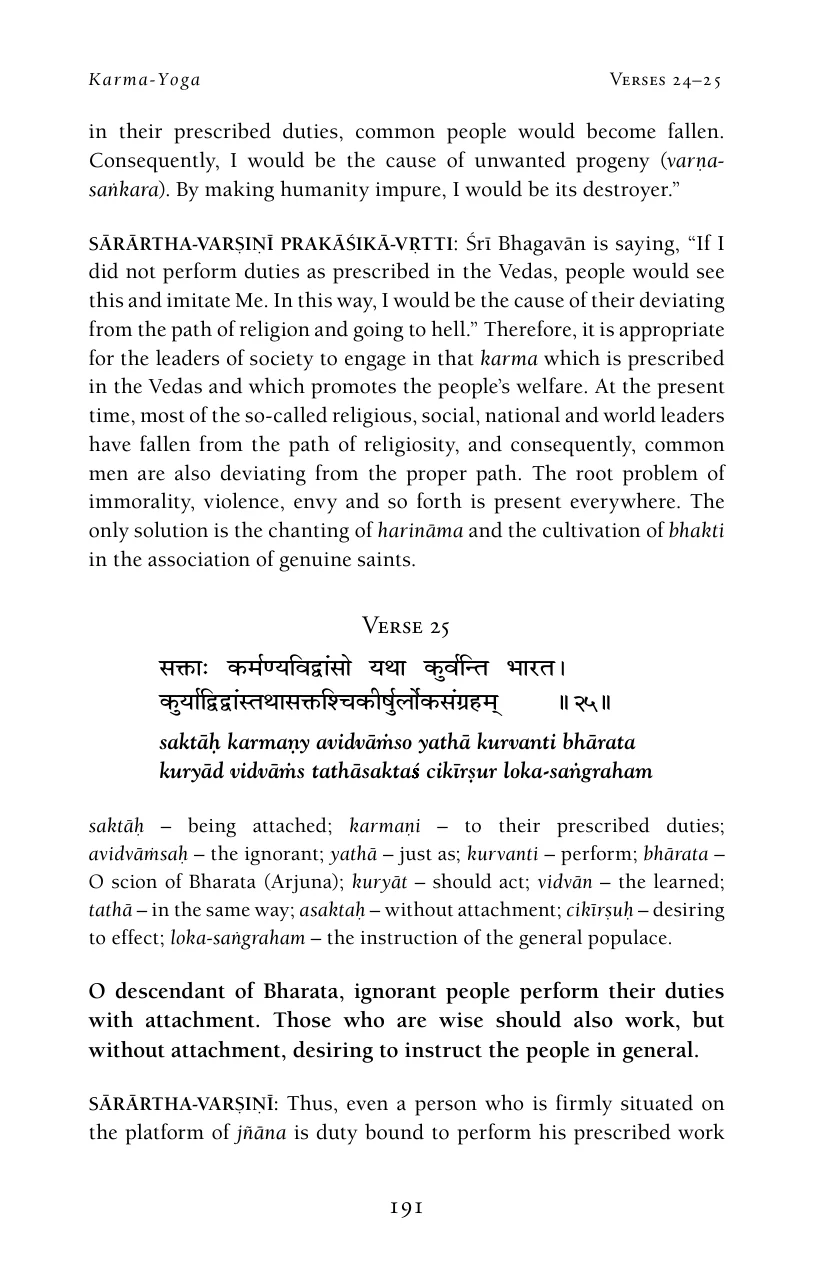 Karma-Yoga Verses 24–25
in their prescribed duties, common people would become fallen.
Consequently, I would be the cause of unwanted progeny (varṇa-
saṅkara). By making humanity impure, I would be its destroyer.”
SĀRĀRTHA-VARṢIṆĪ PRAKĀŚIKĀ-VṚTTI: Śrī Bhagavān is saying, “If I
did not perform duties as prescribed in the Vedas, people would see
this and imitate Me. In this way, I would be the cause of their deviating
from the path of religion and going to hell.” Therefore, it is appropriate
for the leaders of society to engage in that karma which is prescribed
in the Vedas and which promotes the people’s welfare. At the present
time, most of the so-called religious, social, national and world leaders
have fallen from the path of religiosity, and consequently, common
men are also deviating from the proper path. The root problem of
immorality, violence, envy and so forth is present everywhere. The
only solution is the chanting of harināma and the cultivation of bhakti
in the association of genuine saints.
Verse 25
सक्ताः कर्मण्यविद्वांसो यथा कुर्वन्ति भारत।
कुर्याद्विद्वांस्तथासक्तश्चिकीर्षुर्लोकसंग्रहम् ॥२५॥
saktāḥ karmaṇy avidvāṁso yathā kurvanti bhārata
kuryād vidvāṁs tathāsaktaś cikīrṣur loka-saṅgraham
saktāḥ – being attached; karmaṇi – to their prescribed duties;
avidvāṁsaḥ – the ignorant; yathā – just as; kurvanti – perform; bhārata –
O scion of Bharata (Arjuna); kuryāt – should act; vidvān – the learned;
tathā – in the same way; asaktaḥ – without attachment; cikīrṣuḥ – desiring
to effect; loka-saṅgraham – the instruction of the general populace.
O descendant of Bharata, ignorant people perform their duties
with attachment. Those who are wise should also work, but
without attachment, desiring to instruct the people in general.
SĀRĀRTHA-VARṢIṆĪ: Thus, even a person who is firmly situated on
the platform of jñāna is duty bound to perform his prescribed work
191